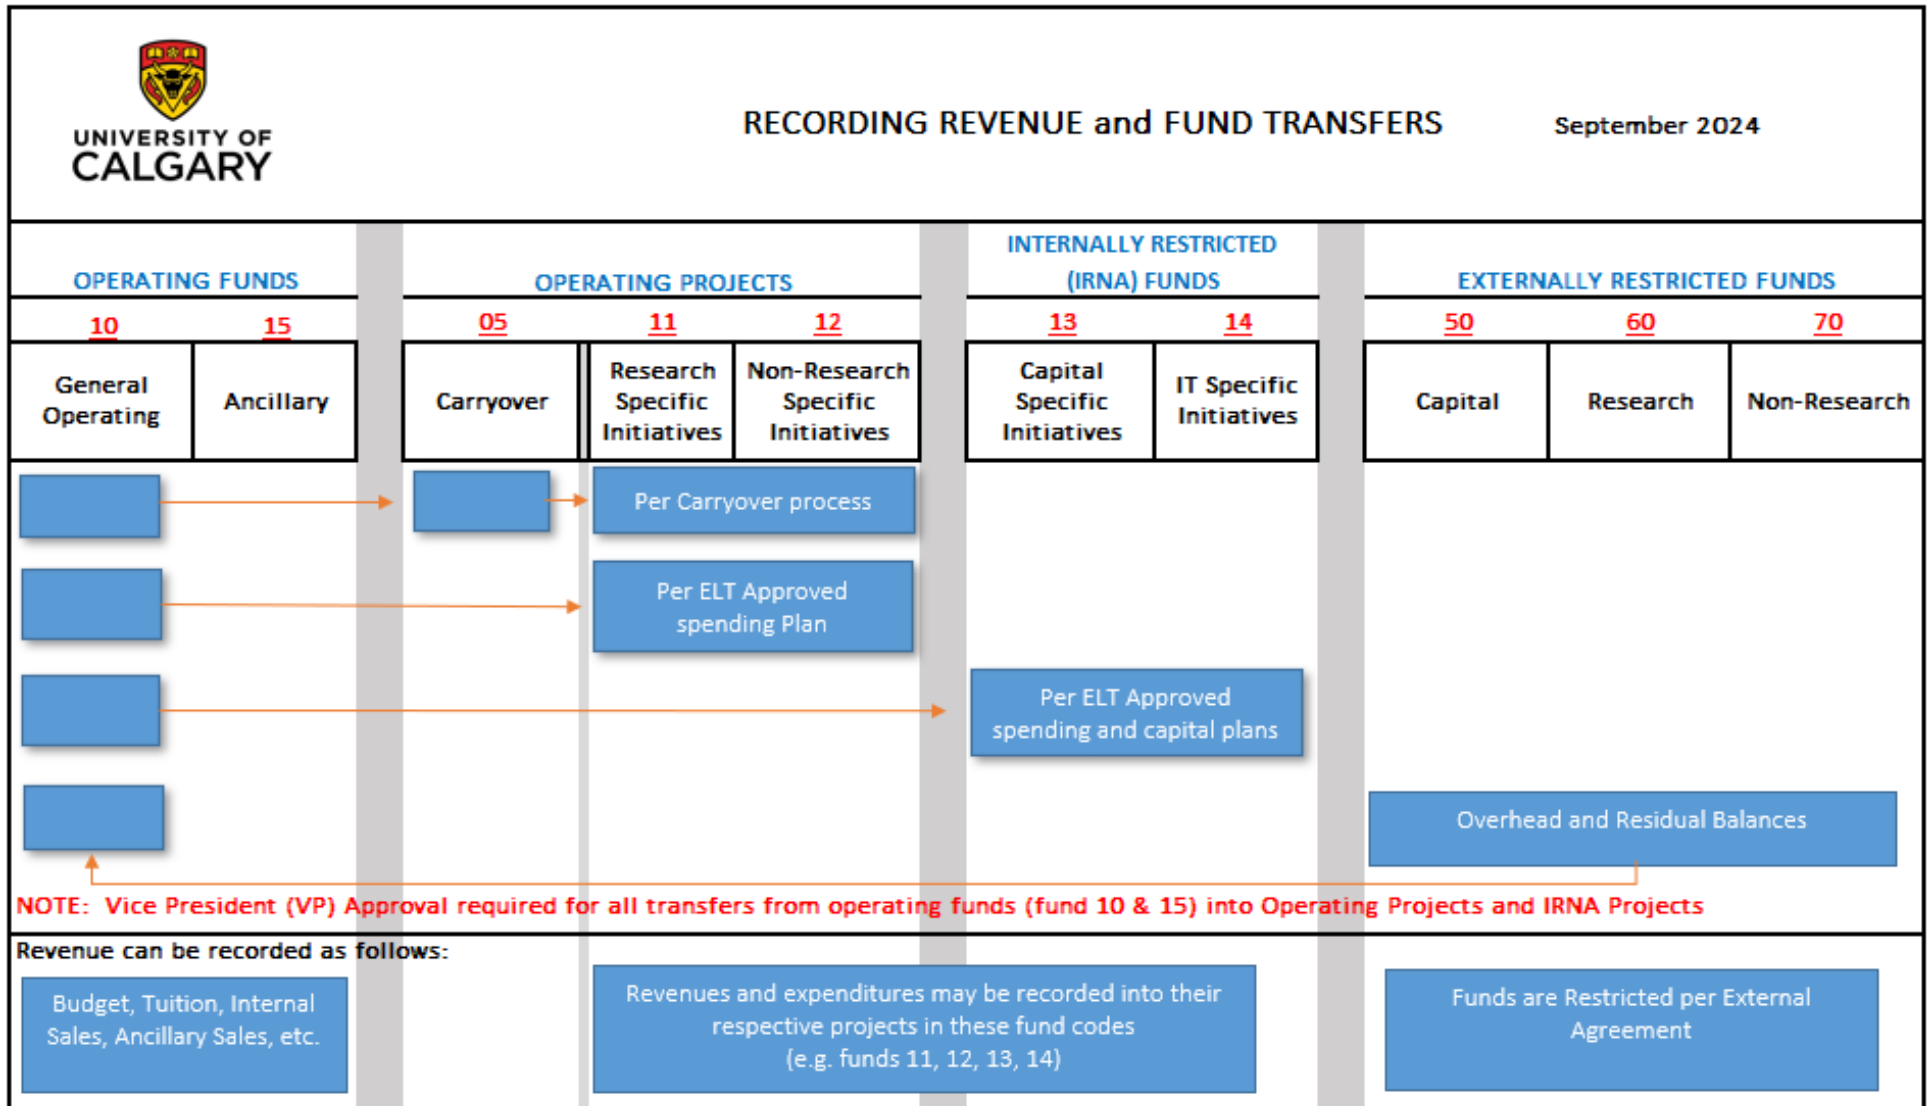 UNIVERSITY OF
CALGARY
RECORDING REVENUE and FUND TRANSFERS
September 2024
OPERATING FUNDS
OPERATING PROJECTS
INTERNALLY RESTRICTED
(IRNA) FUNDS
EXTERNALLY RESTRICTED FUNDS
10
15
05
11
12
13
14
50
60
70
General
Operating
Ancillary
Carryover
Research
Specific
Initiatives
Non-Research
Specific
Initiatives
Capital
Specific
Initiatives
IT Specific
Initiatives
Capital
Research
Non-Research
Per Carryover process
Per ELT Approved
spending Plan
Per ELT Approved
spending and capital plans
Overhead and Residual Balances
NOTE: Vice President (VP) Approval required for all transfers from operating funds (fund 10 & 15) into Operating Projects and IRNA Projects
Revenue can be recorded as follows:
Budget, Tuition, Internal
Sales, Ancillary Sales, etc.
Revenues and expenditures may be recorded into their
respective projects in these fund codes
(e.g. funds 11, 12, 13, 14)
Funds are Restricted per External
Agreement